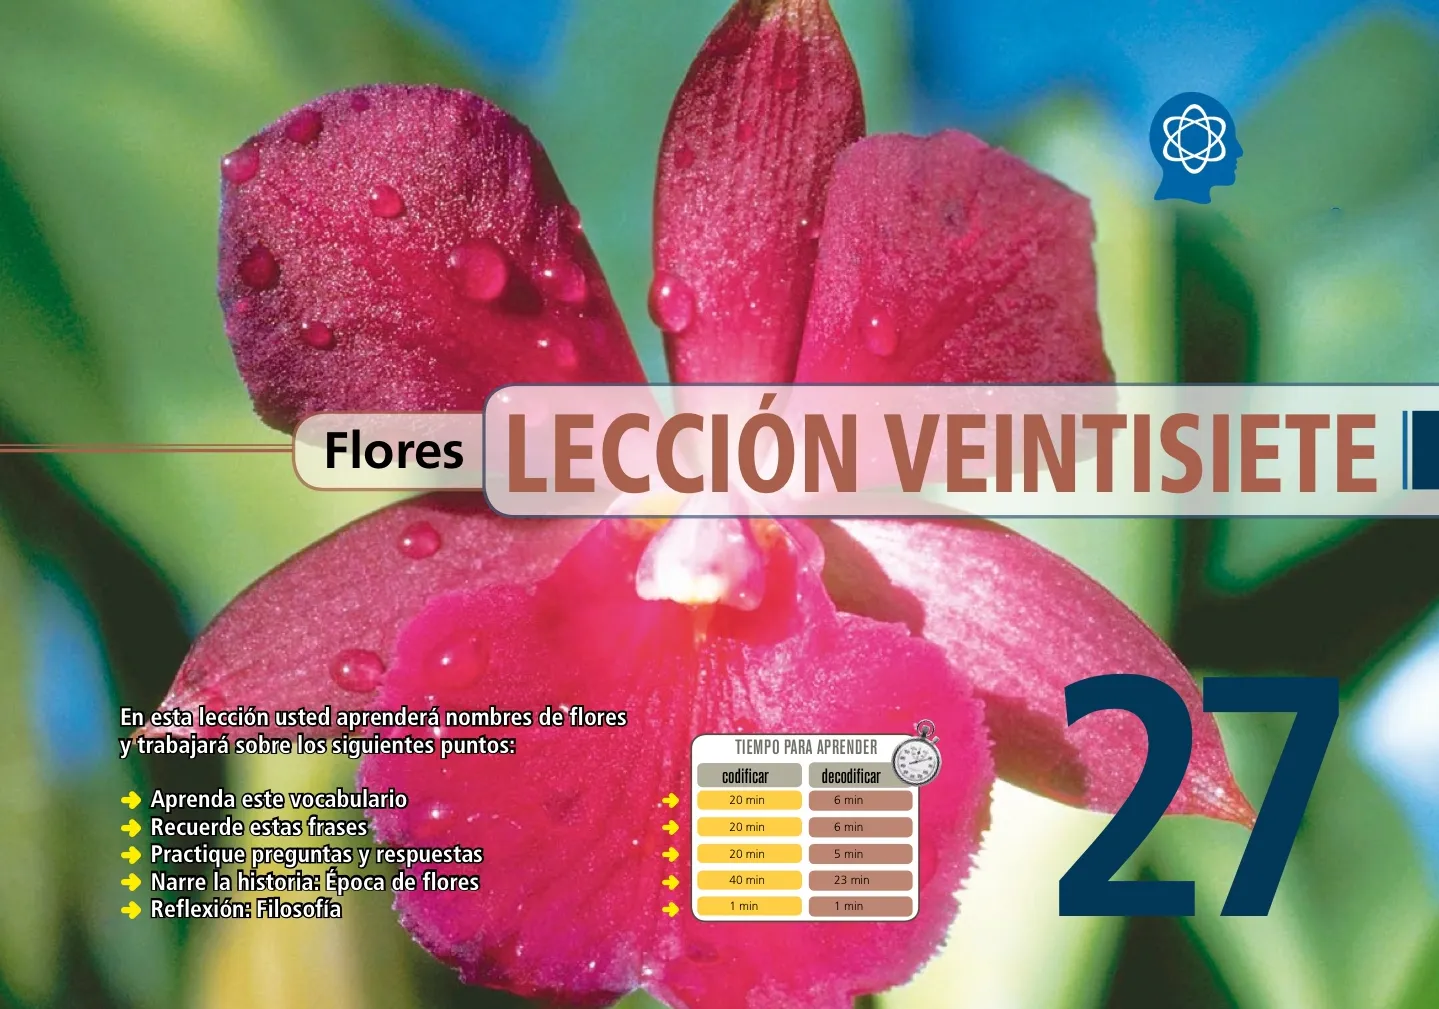 Flores
LECCIÓN VEINTISIETE
27
En esta lección usted aprenderá nombres de flores
y trabajará sobre los siguientes puntos:
Aprenda este vocabulario
Recuerde estas frases
Practique preguntas y respuestas
Narre la historia: Época de flores
Reflexión: Filosofía
TIEMPO PARA APRENDER
codificar decodificar
20 min 6 min
20 min 6 min
20 min 5 min
40 min 23 min
1 min 1 min